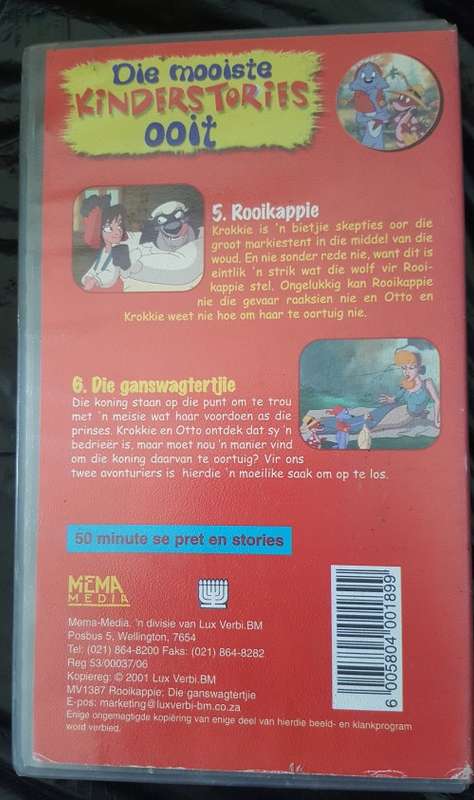 Die mooiste
KINDERSTORIES
ooit
5. Rooikappie
Krokkie is 'n bietjie skepties oor die
groot markiestent in die middel van die
woud. En nie sonder rede nie, want dit is
eintlik 'n strik wat die wolf vir Rooi-
kappie stel. Ongelukkig kan Rooikappie
nie die gevaar raaksien nie en Otto en
Krokkie weet nie hoe om haar te oortuig nie.
6. Die ganswagtertjie
Die koning staan op die punt om te trou
met 'n meisie wat haar voordoen as die
prinses. Krokkie en Otto ontdek dat sy 'n
bedrieër is, maar moet nou 'n manier vind
om die koning daarvan te oortuig? Vir ons
twee avonturiers is hierdie 'n moeilike saak om op te los.
50 minute se pret en stories
MEMA
MEDIA
Mema-Media, 'n divisie van Lux Verbi.BM
Posbus 5, Wellington, 7654
Tel: (021) 864-8200 Faks: (021) 864-8282
Reg 53/00037/06
Kopiereg: © 2001 Lux Verbi.BM
MV1387 Rooikappie; Die ganswagtertjie
E-pos: marketing@luxverbi-bm.co.za
Enige ongemagtigde kopiëring van enige deel van hierdie beeld- en klankprogram
word verbied.
6 005804 001899